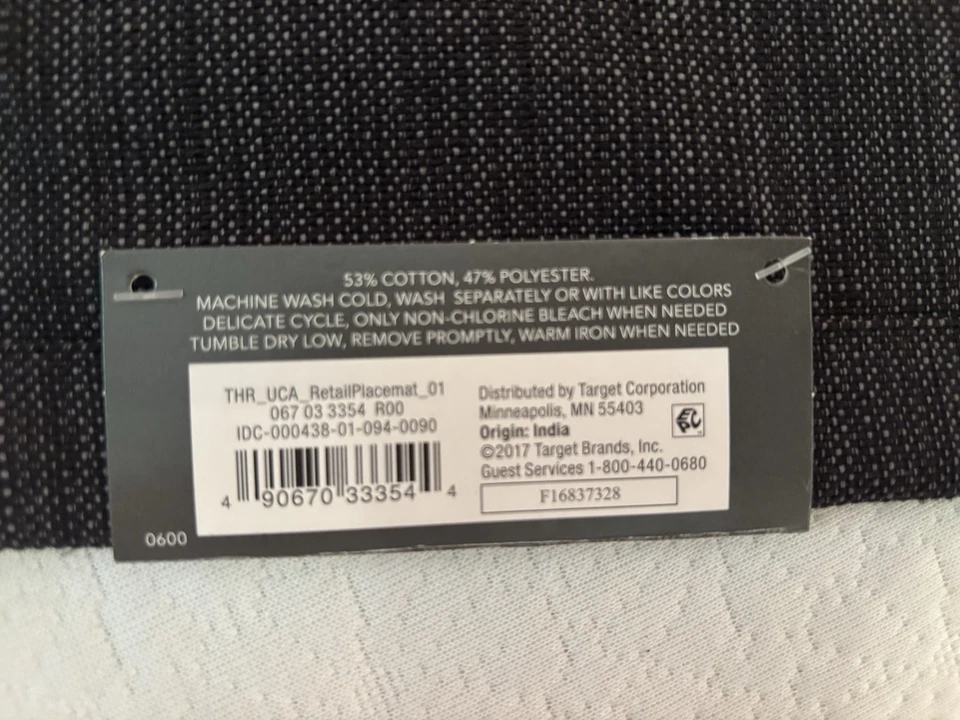 53% COTTON, 47% POLYESTER.
MACHINE WASH COLD, WASH SEPARATELY OR WITH LIKE COLORS
DELICATE CYCLE, ONLY NON-CHLORINE BLEACH WHEN NEEDED
TUMBLE DRY LOW, REMOVE PROMPTLY, WARM IRON WHEN NEEDED
THR_UCA_RetailPlacemat_01
067 03 3354 R00
IDC-000438-01-094-0090
4 90670 33354 4
Distributed by Target Corporation
Minneapolis, MN 55403
Origin: India
©2017 Target Brands, Inc.
Guest Services 1-800-440-0680
EPC
F16837328
0600